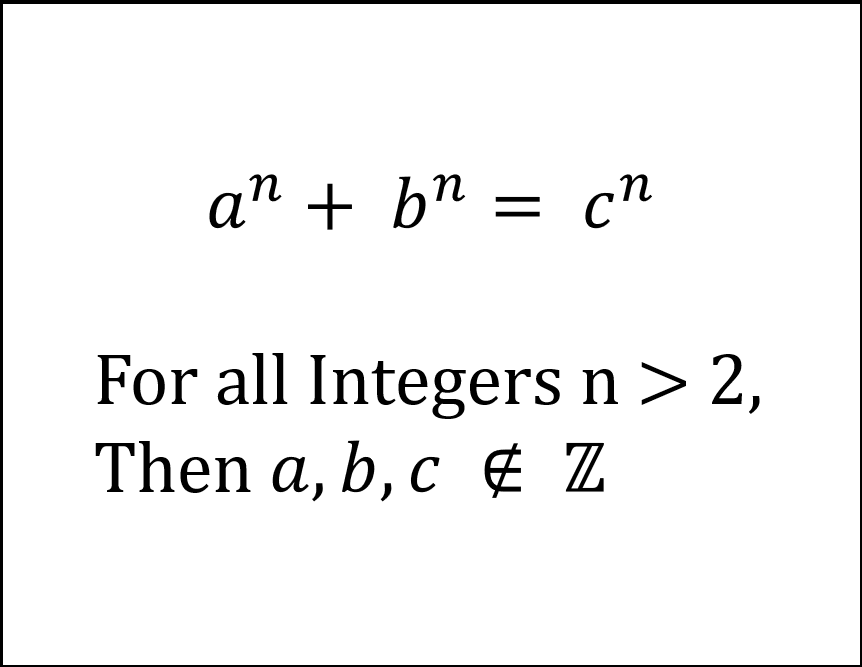 aⁿ + bⁿ = cⁿ
For all Integers n > 2,
Then a, b, c ∉ ℤ